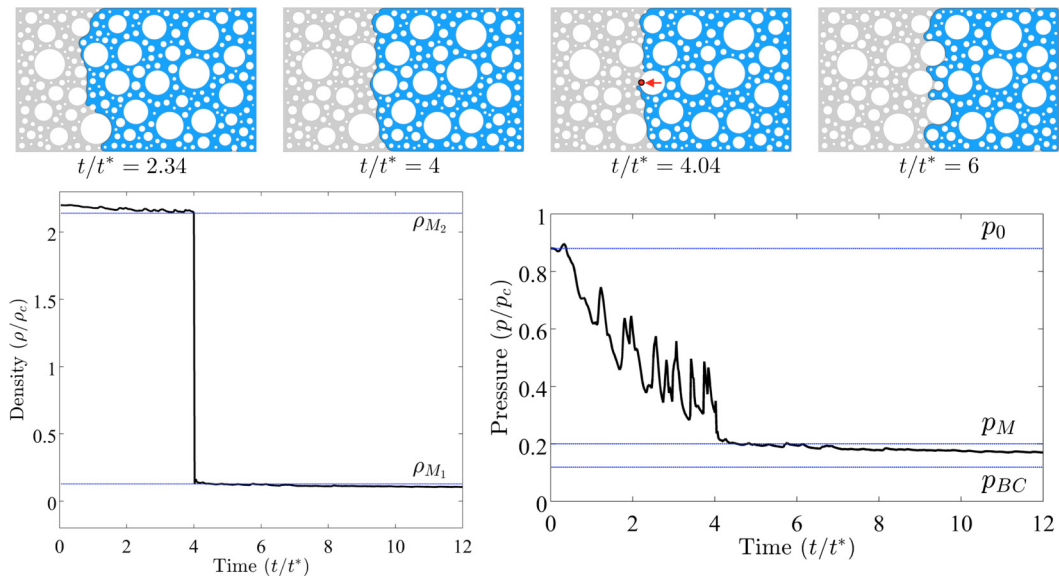 t/t* = 2.34
t/t* = 4
t/t* = 4.04
t/t* = 6
Density (ρ/ρc)
2
1.5
1
0.5
0
ρM2
ρM1
0 2 4 6 8 10 12
Time (t/t*)
Pressure (p/pc)
1
0.8
0.6
0.4
0.2
0
p0
pM
pBC
0 2 4 6 8 10 12
Time (t/t*)